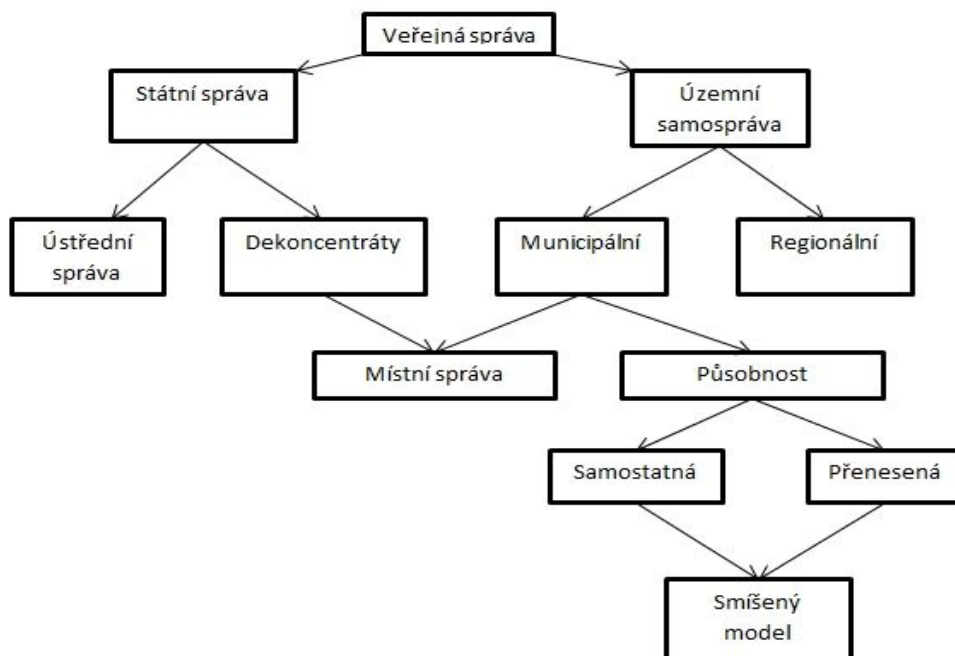 Veřejná správa
Státní správa
Územní
samospráva
Ústřední
správa
Dekoncentráty
Municipální
Regionální
Místní správa
Působnost
Samostatná
Přenesená
Smíšený
model